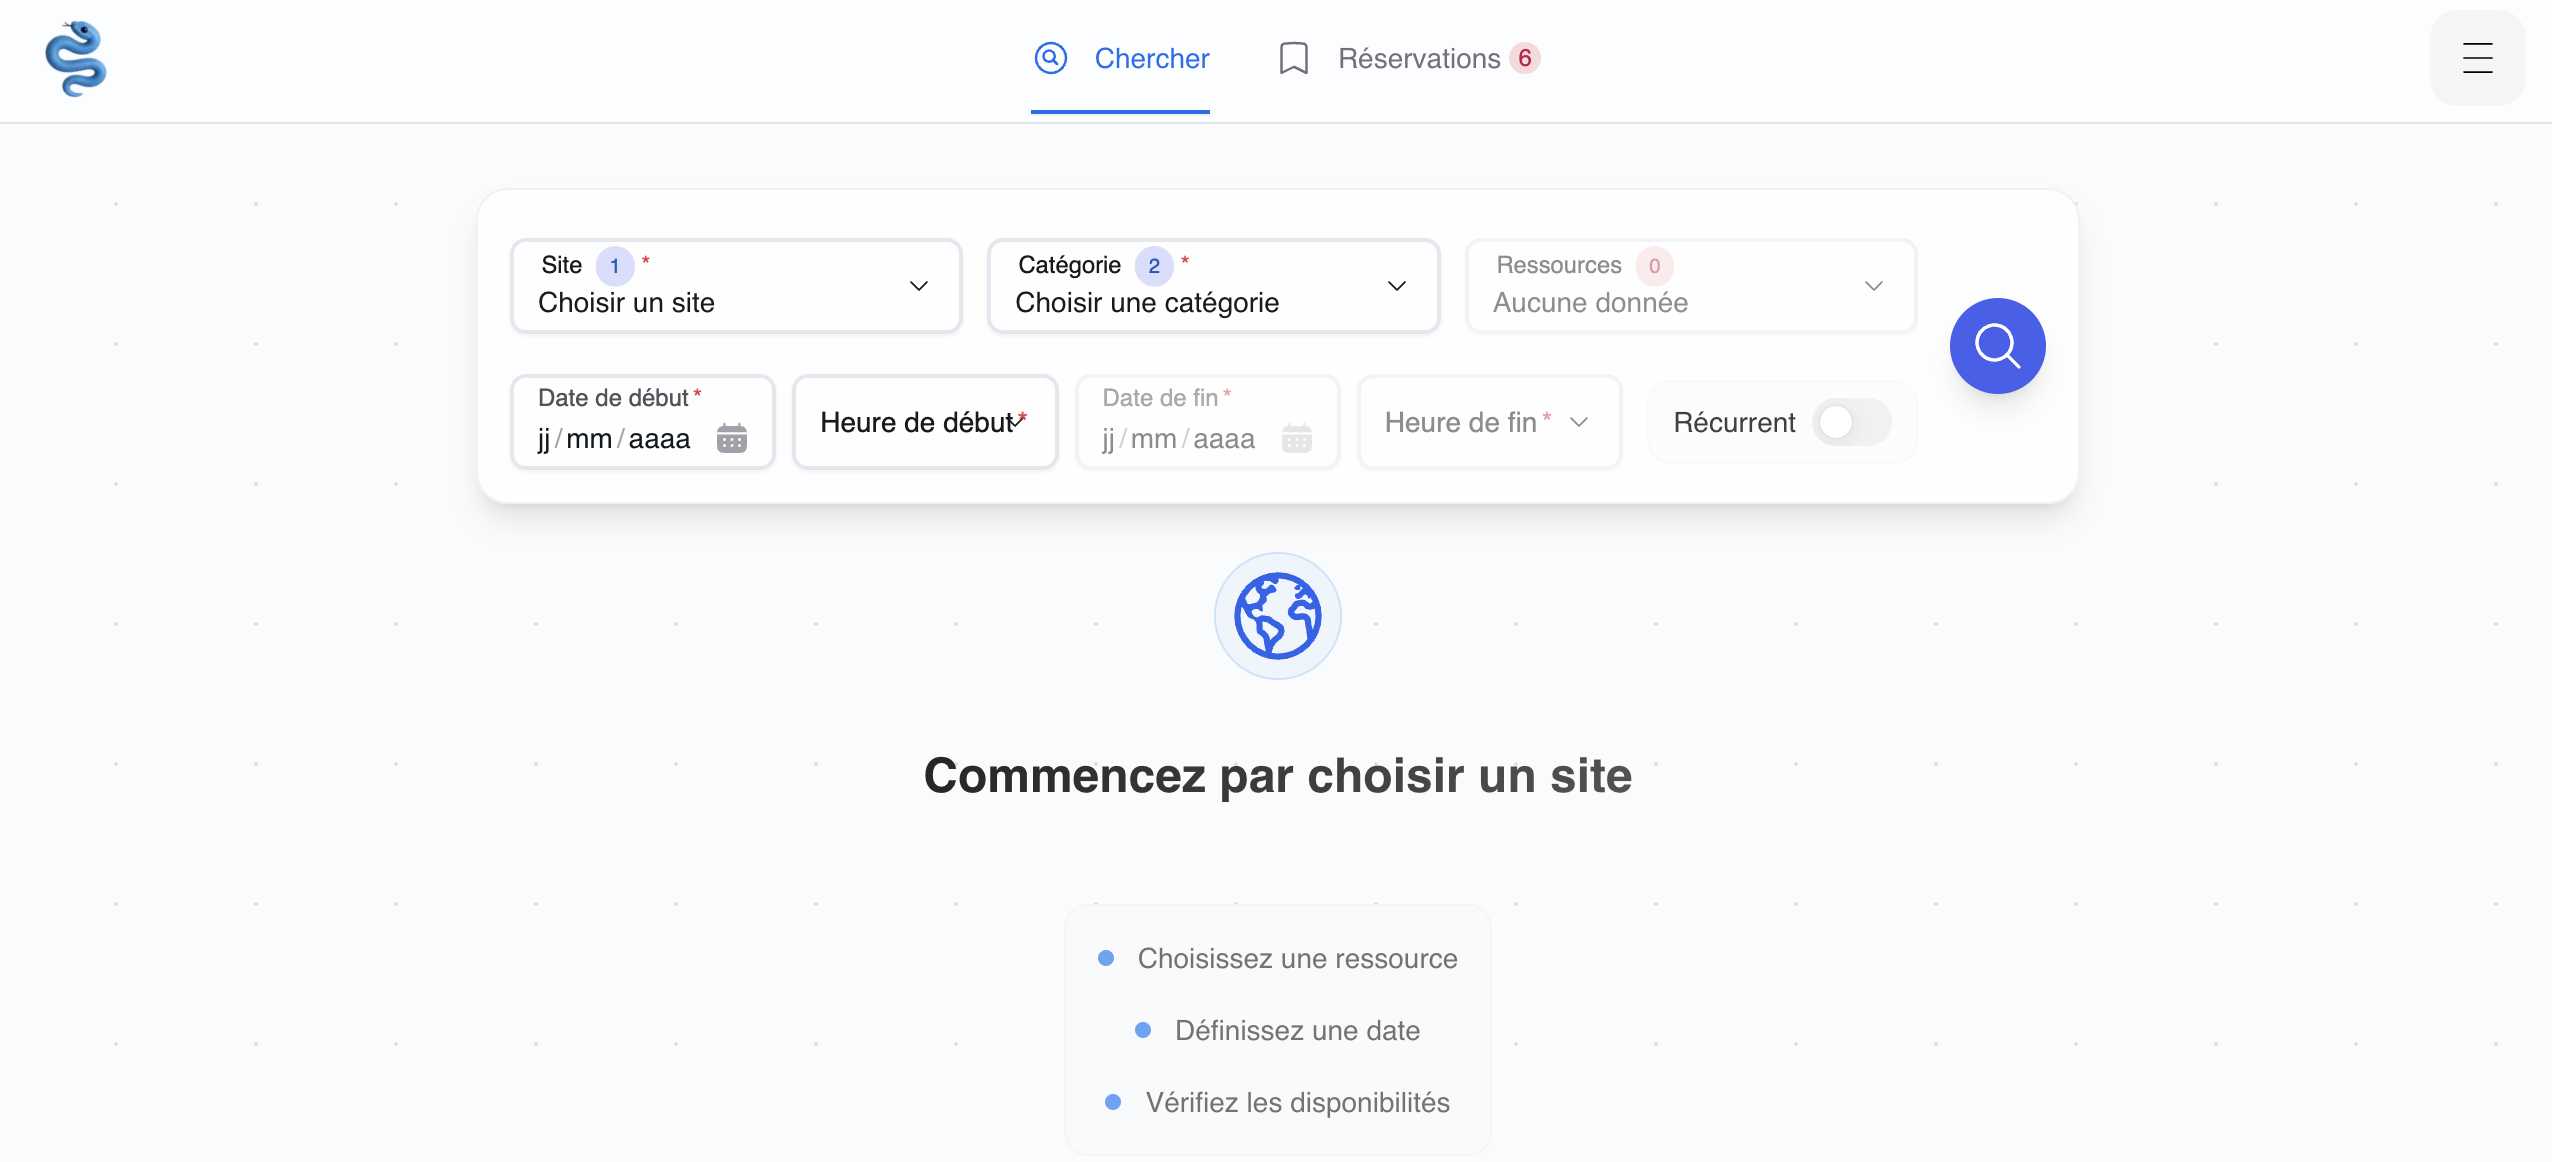 Chercher
Réservations 6
Site 1 *
Choisir un site
Catégorie 2 *
Choisir une catégorie
Ressources 0
Aucune donnée
Date de début *
jj/mm/aaaa
Heure de début *
Date de fin *
jj/mm/aaaa
Heure de fin *
Récurrent
Commencez par choisir un site
Choisissez une ressource
Définissez une date
Vérifiez les disponibilités